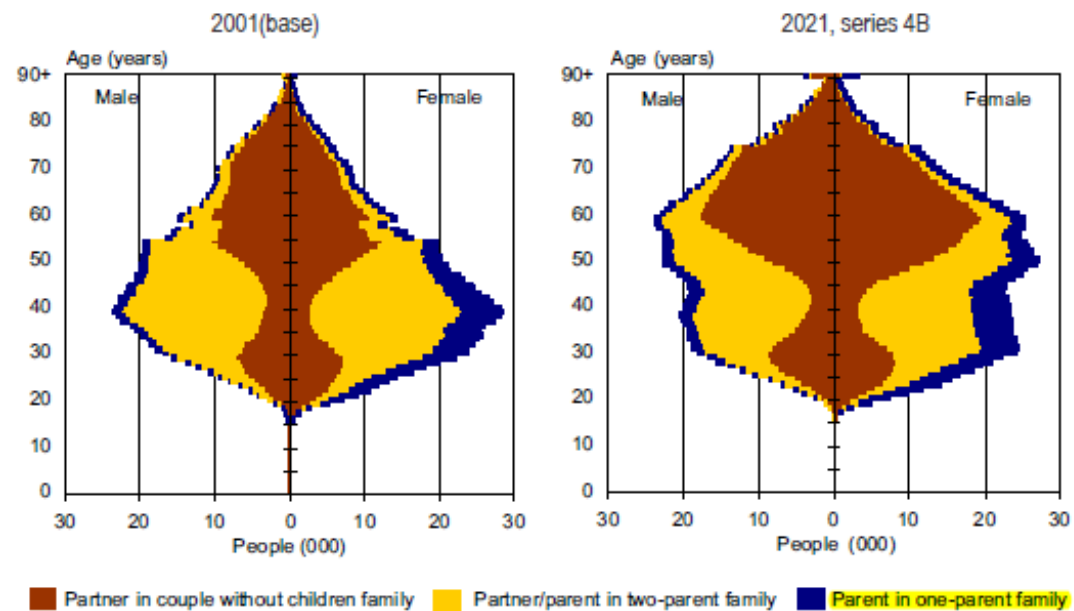 2001(base)
Age (years)
90+
Male
Female
80
70
60
50
40
30
20
10
0
30 20 10 0 10 20 30
People (000)
2021, series 4B
Age (years)
90+
Male
Female
80
70
60
50
40
30
20
10
0
30 20 10 0 10 20 30
People (000)
Partner in couple without children family
Partner/parent in two-parent family
Parent in one-parent family